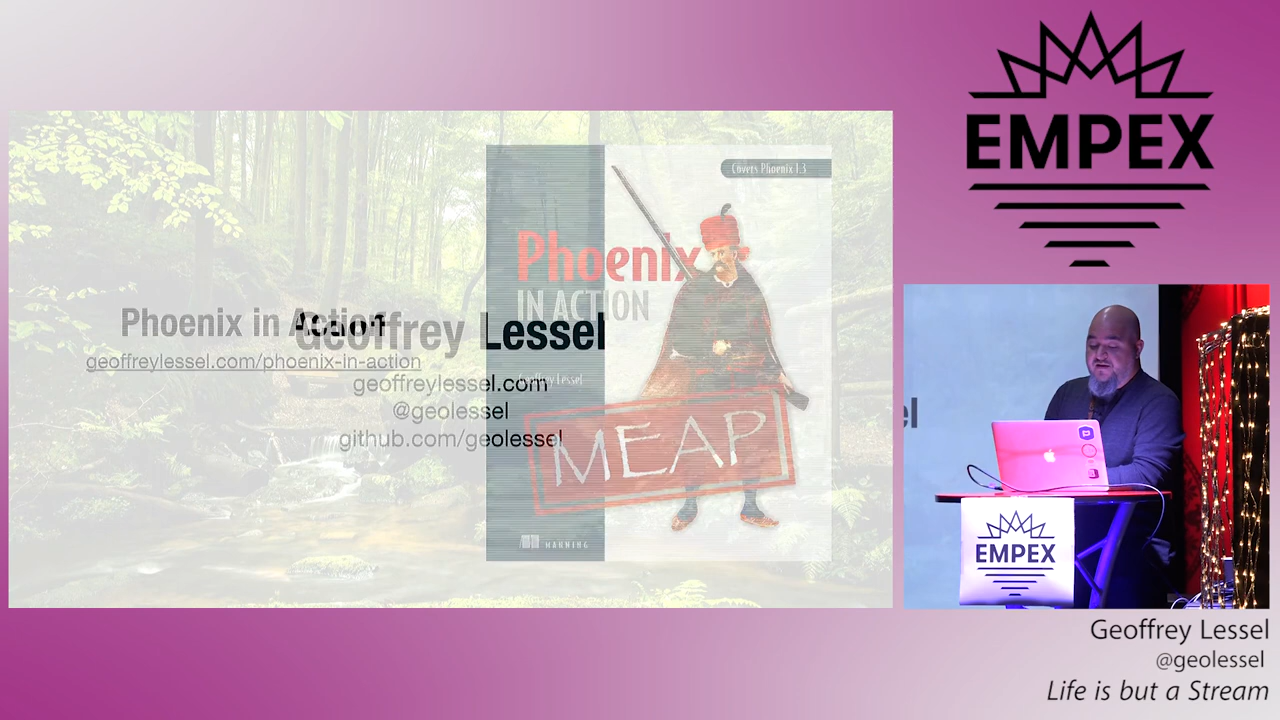 EMPEX
Covers Phoenix 1.3
Phoenix
IN ACTION
Phoenix in Action
geoffreylessel.com/phoenix-in-action
Geoffrey Lessel
geoffreylessel.com
@geolessel
github.com/geolessel
Geoffrey Lessel
MEAP
MANNING
el
EMPEX
Geoffrey Lessel
@geolessel
Life is but a Stream